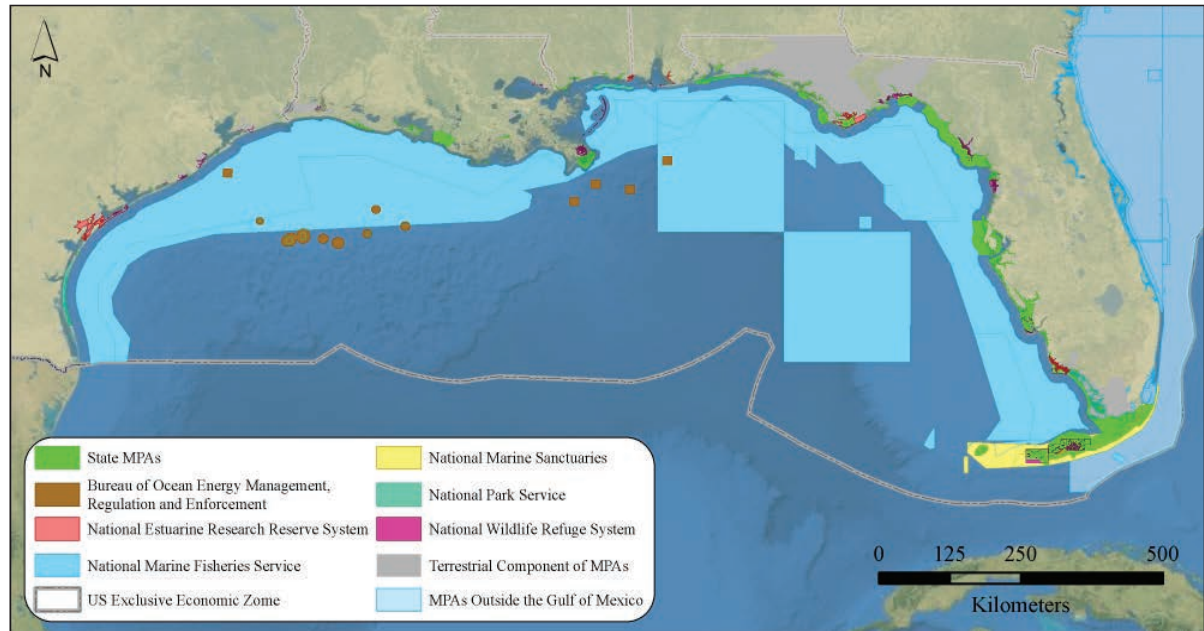 N
State MPAs
Bureau of Ocean Energy Management,
Regulation and Enforcement
National Estuarine Research Reserve System
National Marine Fisheries Service
US Exclusive Economic Zome
National Marine Sanctuaries
National Park Service
National Wildlife Refuge System
Terrestrial Component of MPAs
MPAs Outside the Gulf of Mexico
0 125 250 500
Kilometers